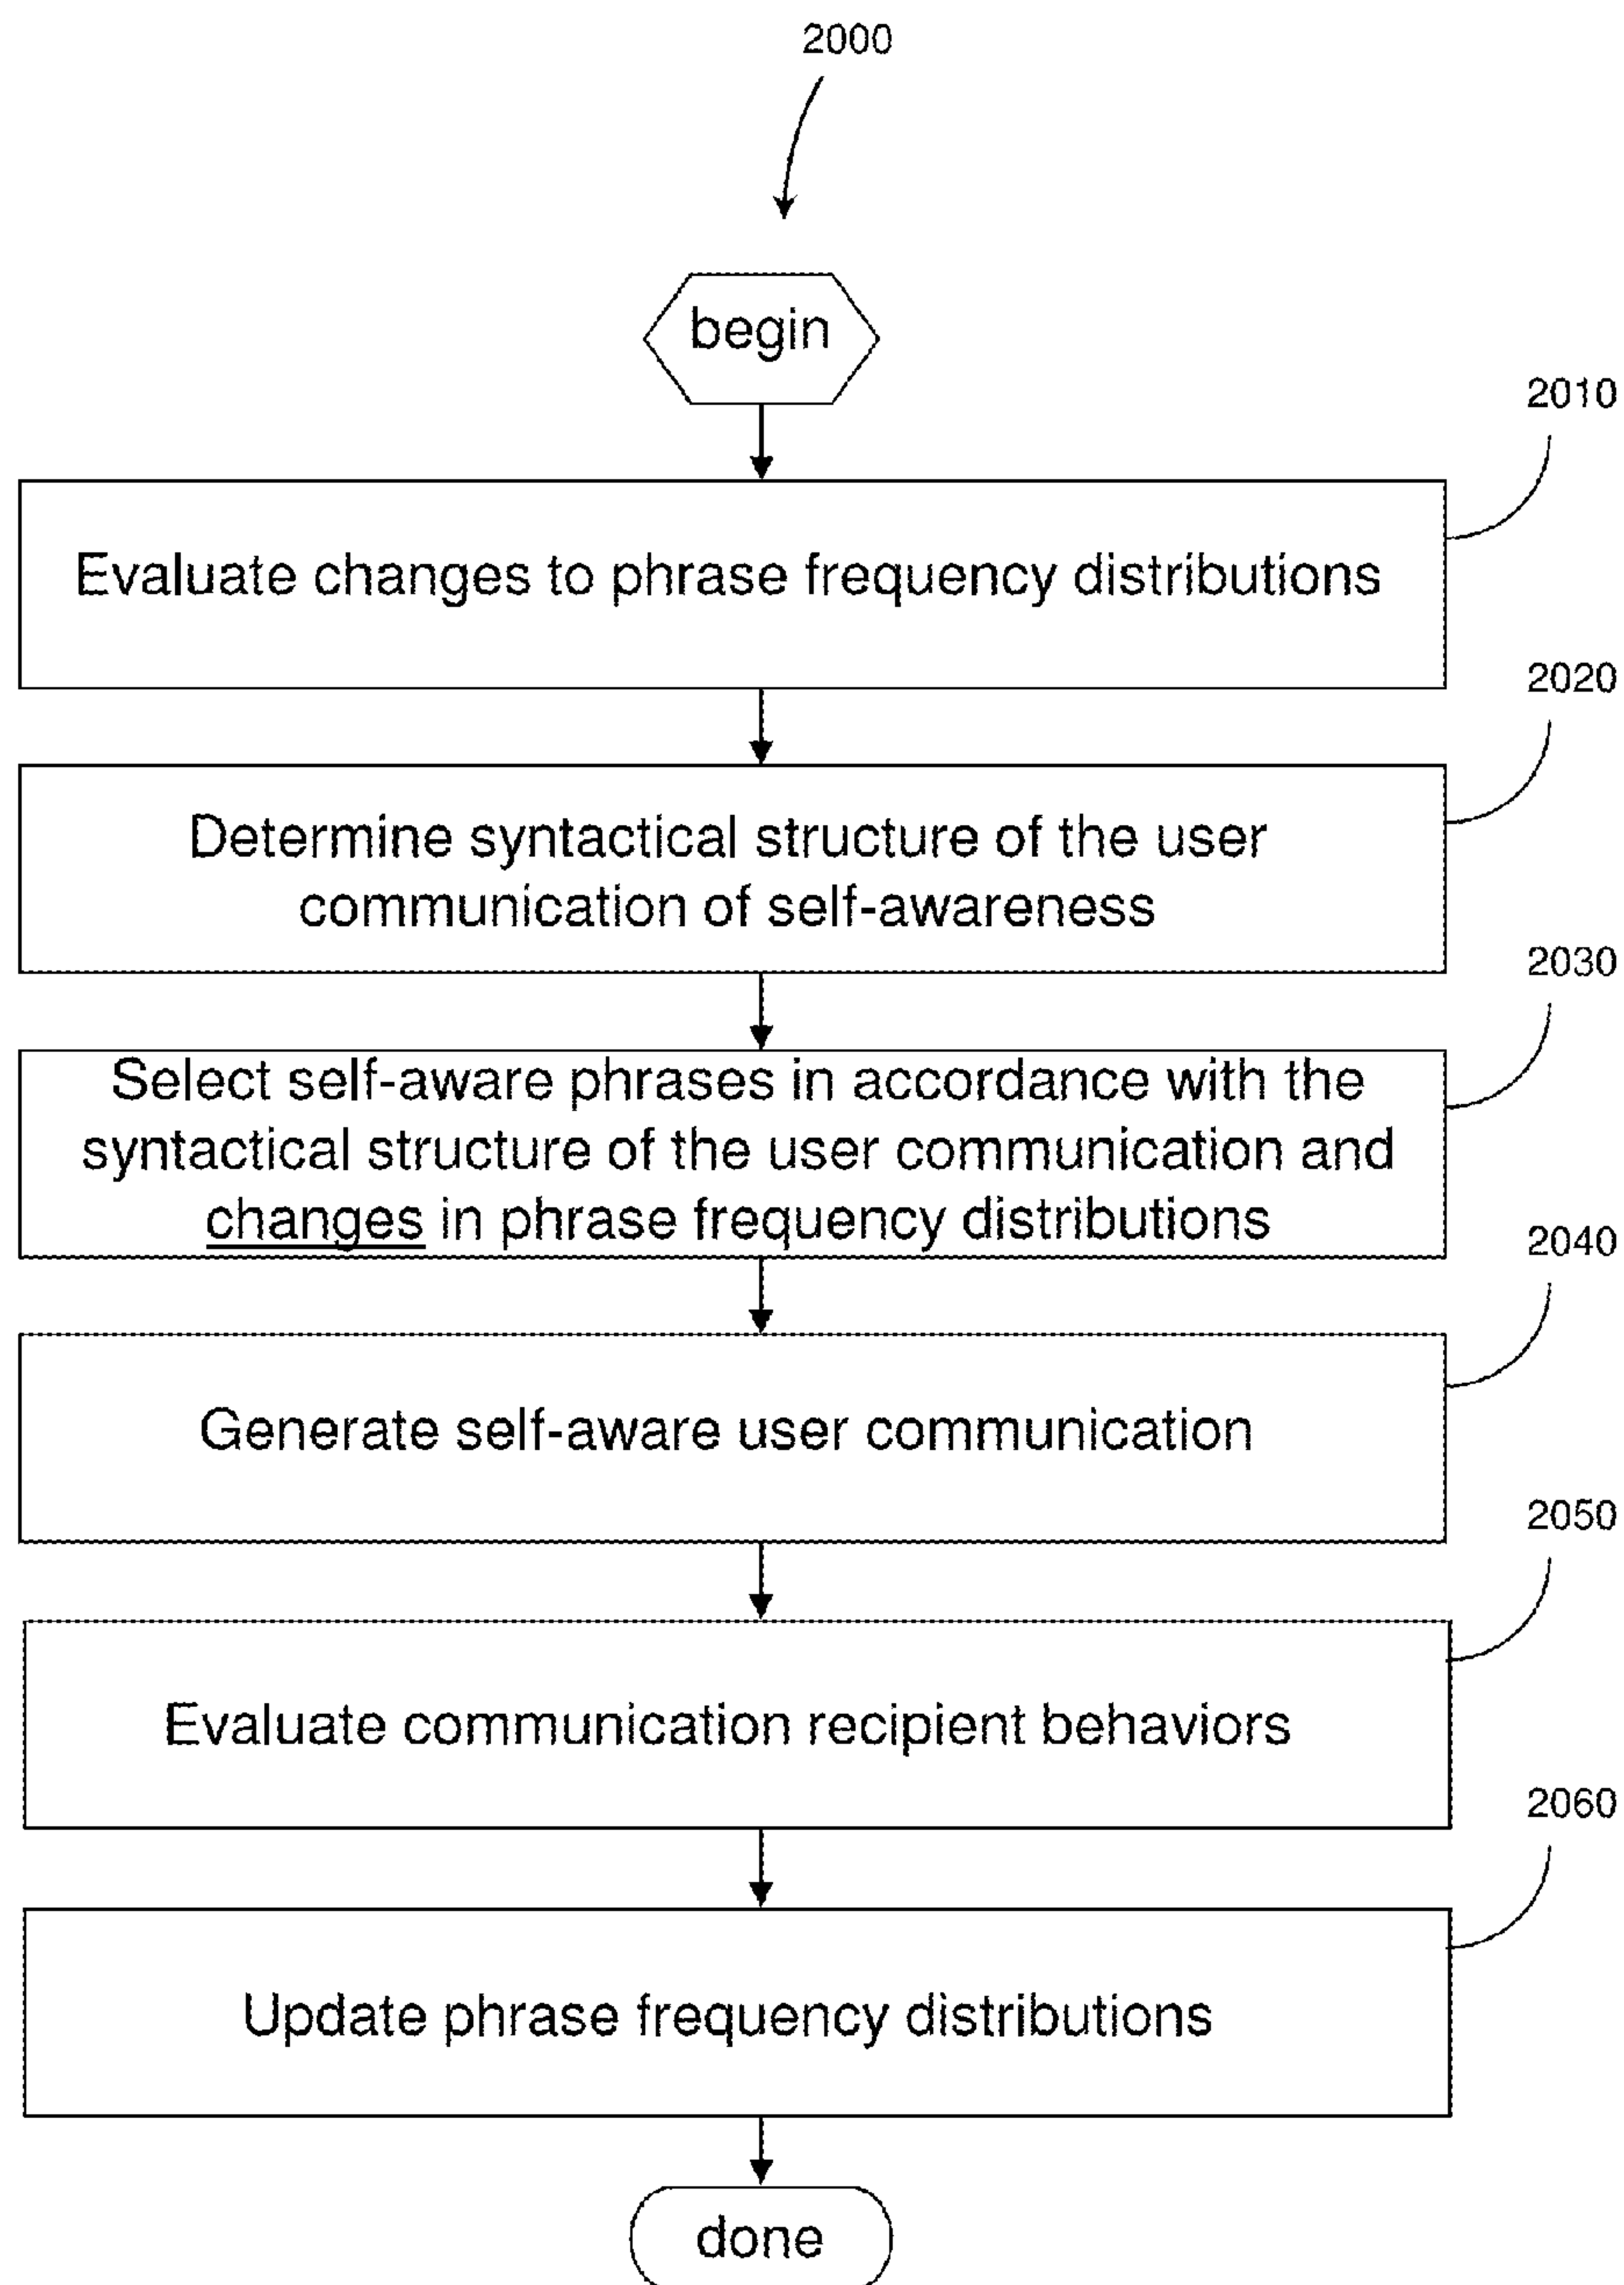 2000
begin
2010
Evaluate changes to phrase frequency distributions
2020
Determine syntactical structure of the user
communication of self-awareness
2030
Select self-aware phrases in accordance with the
syntactical structure of the user communication and
changes in phrase frequency distributions
2040
Generate self-aware user communication
2050
Evaluate communication recipient behaviors
2060
Update phrase frequency distributions
done